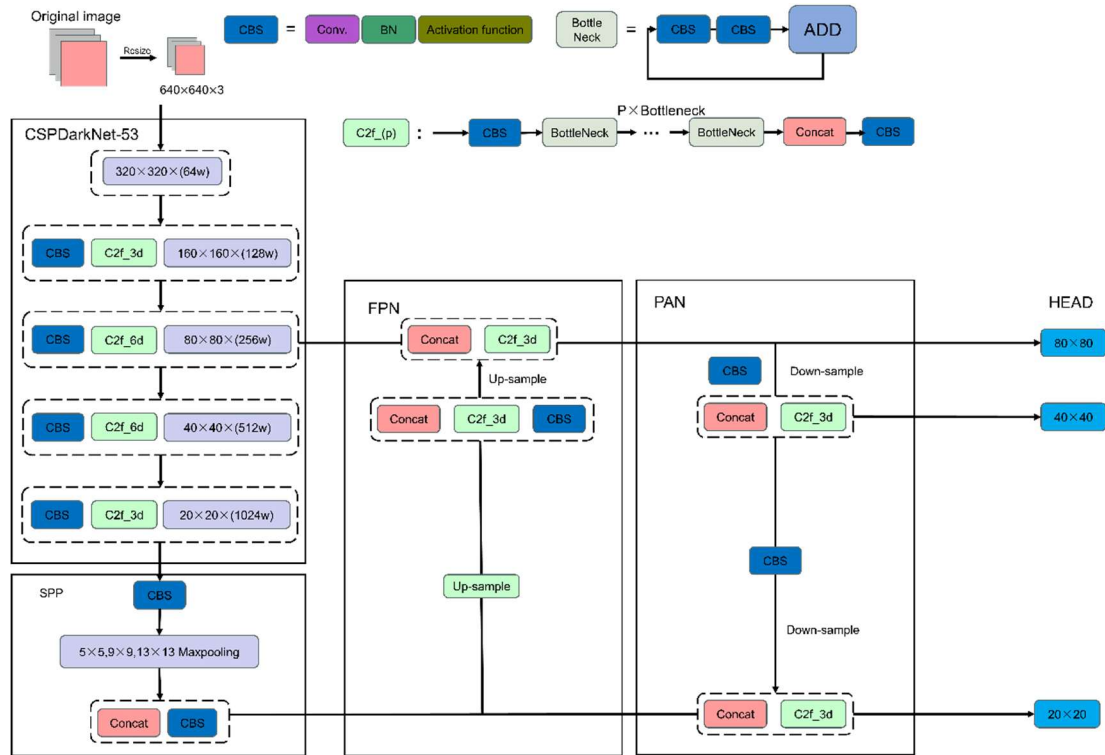 Original image
Resize
640×640×3
CBS = Conv. BN Activation function
Bottle Neck = CBS CBS ADD
P×Bottleneck
C2f_(p) : CBS BottleNeck ... BottleNeck Concat CBS
CSPDarkNet-53
320×320×(64w)
CBS C2f_3d 160×160×(128w)
CBS C2f_6d 80×80×(256w)
CBS C2f_6d 40×40×(512w)
CBS C2f_3d 20×20×(1024w)
SPP
CBS
5×5,9×9,13×13 Maxpooling
Concat CBS
FPN
Concat C2f_3d
Up-sample
Concat C2f_3d CBS
Up-sample
PAN
CBS Down-sample
Concat C2f_3d
CBS
Down-sample
Concat C2f_3d
HEAD
80×80
40×40
20×20